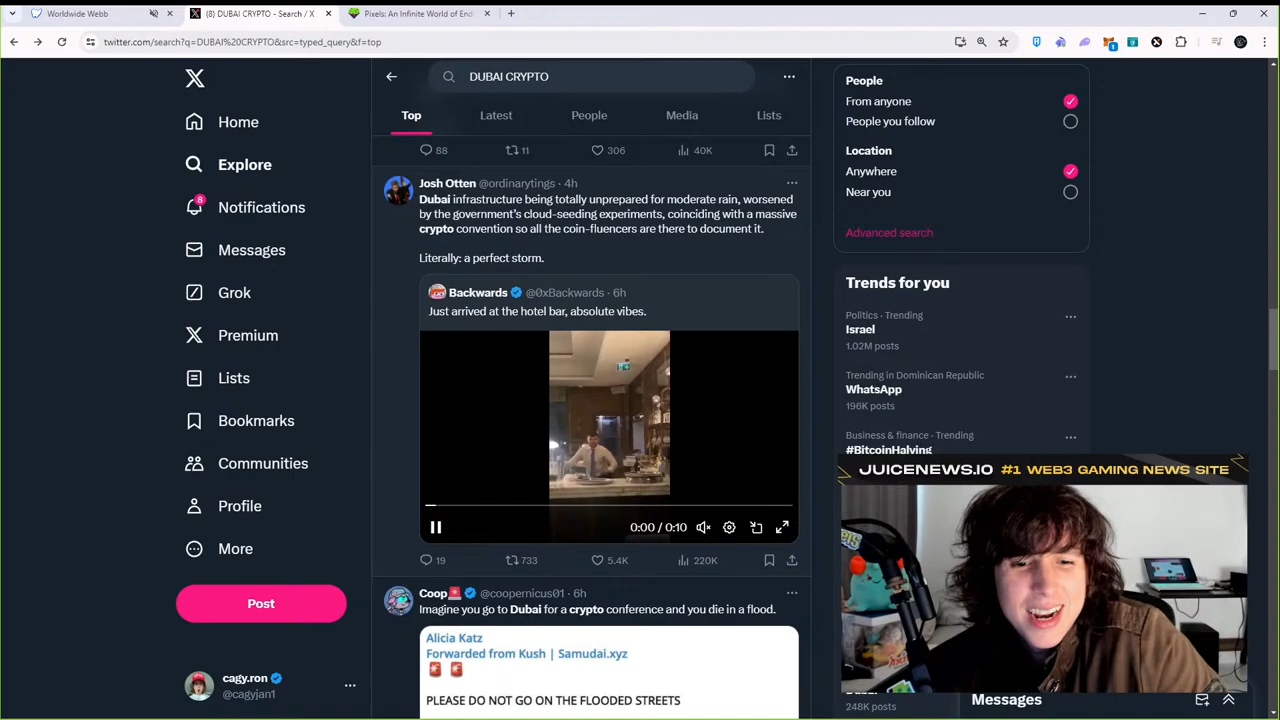 Worldwide Webb
(8) DUBAI CRYPTO - Search / X
Pixels: An Infinite World of End
twitter.com/search?q=DUBAI%20CRYPTO&src=typed_query&f=top
1
DUBAI CRYPTO
Top
Latest
People
Media
Lists
88
11
306
40K
Home
Explore
8
Notifications
Messages
Grok
Premium
Lists
Bookmarks
Communities
Profile
More
Post
cagy.ron
@cagyjan1
Josh Otten @ordinarytings · 4h
Dubai infrastructure being totally unprepared for moderate rain, worsened
by the government's cloud-seeding experiments, coinciding with a massive
crypto convention so all the coin-fluencers are there to document it.
Literally: a perfect storm.
Backwards @0xBackwards · 6h
Just arrived at the hotel bar, absolute vibes.
0:00 / 0:10
19
733
5.4K
220K
Coop @coopernicus01 · 6h
Imagine you go to Dubai for a crypto conference and you die in a flood.
Alicia Katz
Forwarded from Kush | Samudai.xyz
PLEASE DO NOT GO ON THE FLOODED STREETS
People
From anyone
People you follow
Location
Anywhere
Near you
Advanced search
Trends for you
Politics · Trending
Israel
1.02M posts
Trending in Dominican Republic
WhatsApp
196K posts
Business & finance · Trending
#BitcoinHalving
JUICENEWS.IO #1 WEB3 GAMING NEWS SITE
248K posts
Messages